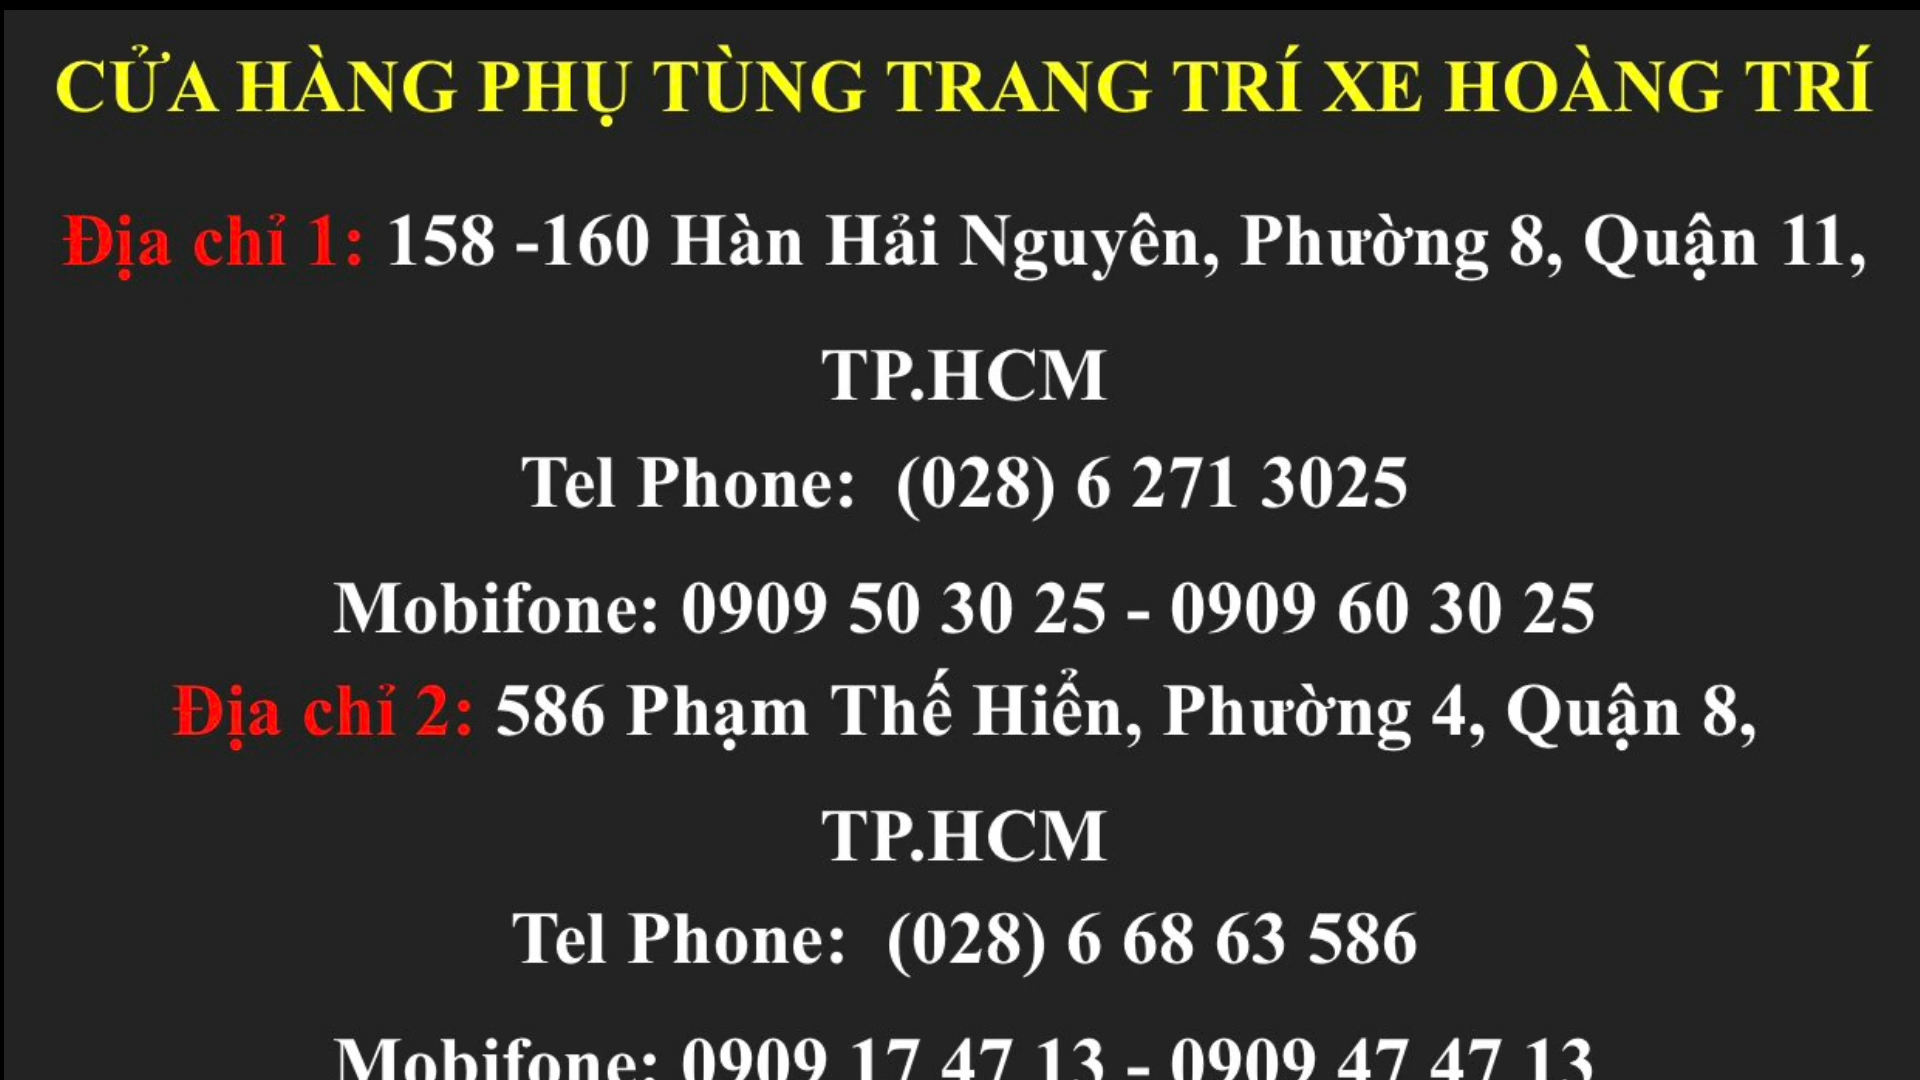 CỬA HÀNG PHỤ TÙNG TRANG TRÍ XE HOÀNG TRÍ
Địa chỉ 1: 158 -160 Hàn Hải Nguyên, Phường 8, Quận 11,
TP.HCM
Tel Phone: (028) 6 271 3025
Mobifone: 0909 50 30 25 - 0909 60 30 25
Địa chỉ 2: 586 Phạm Thế Hiển, Phường 4, Quận 8,
TP.HCM
Tel Phone: (028) 6 68 63 586
Mobifone: 0909 17 47 13 - 0909 47 47 13